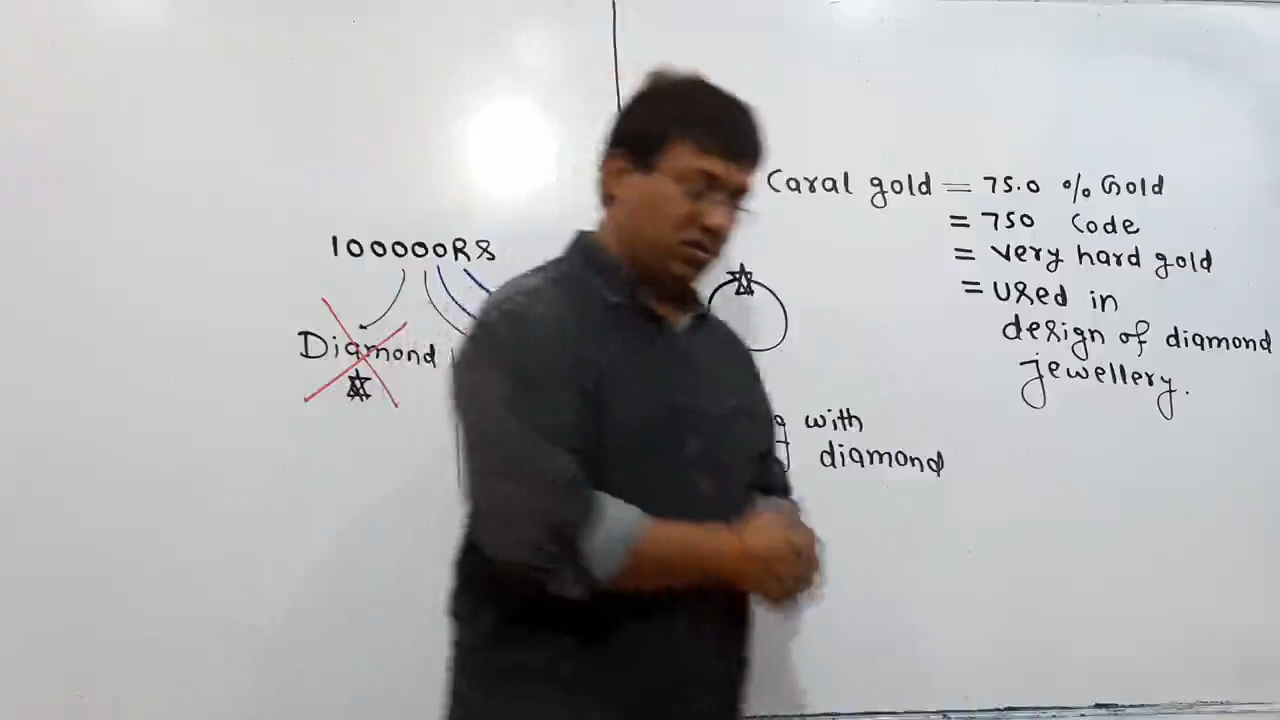 100000RS
Diamond
Caral gold = 75.0 % Gold
= 750 Code
= very hard gold
= used in
design of diamond
jewellery.
with
diamond